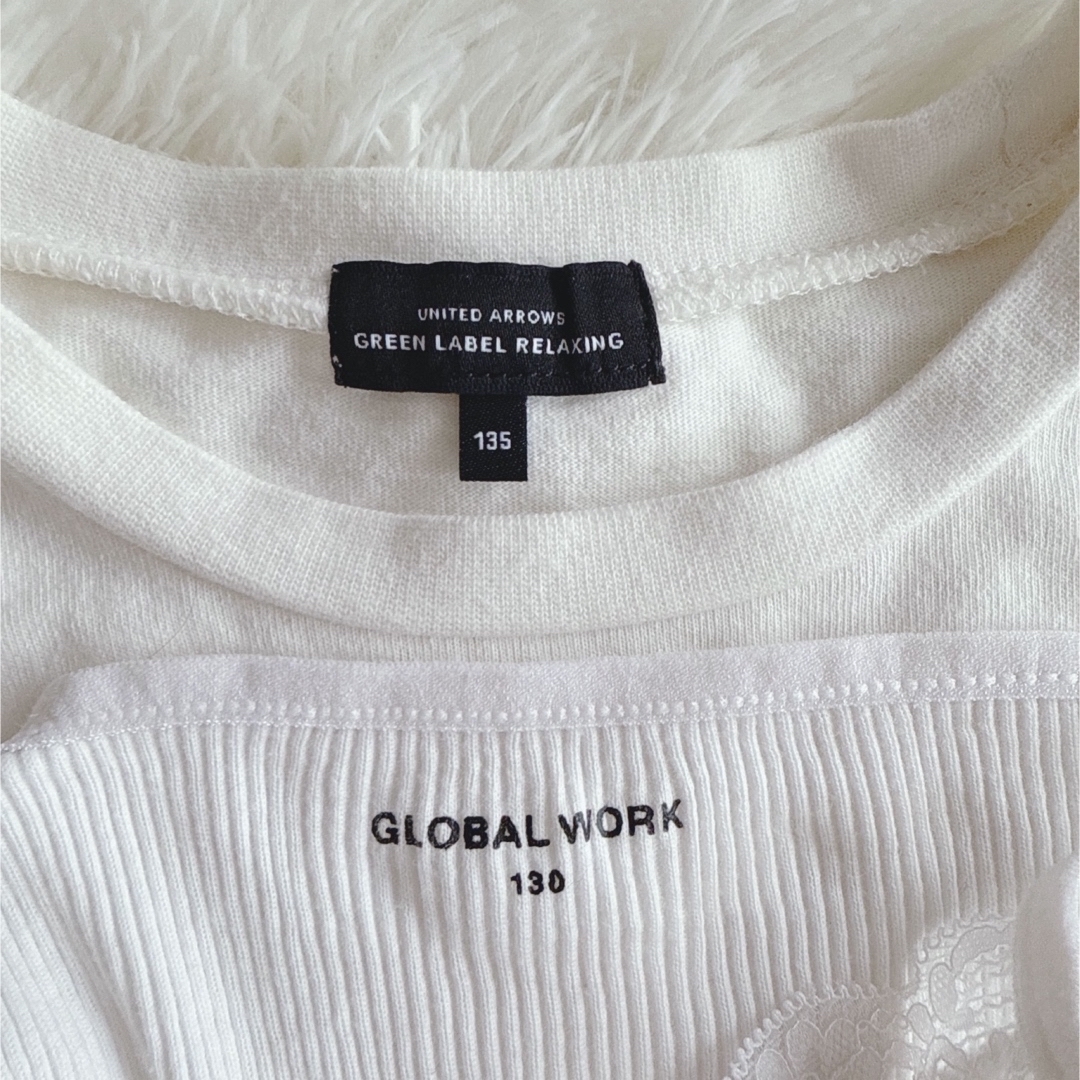 UNITED ARROWS
GREEN LABEL RELAXING
135
GLOBAL WORK
130